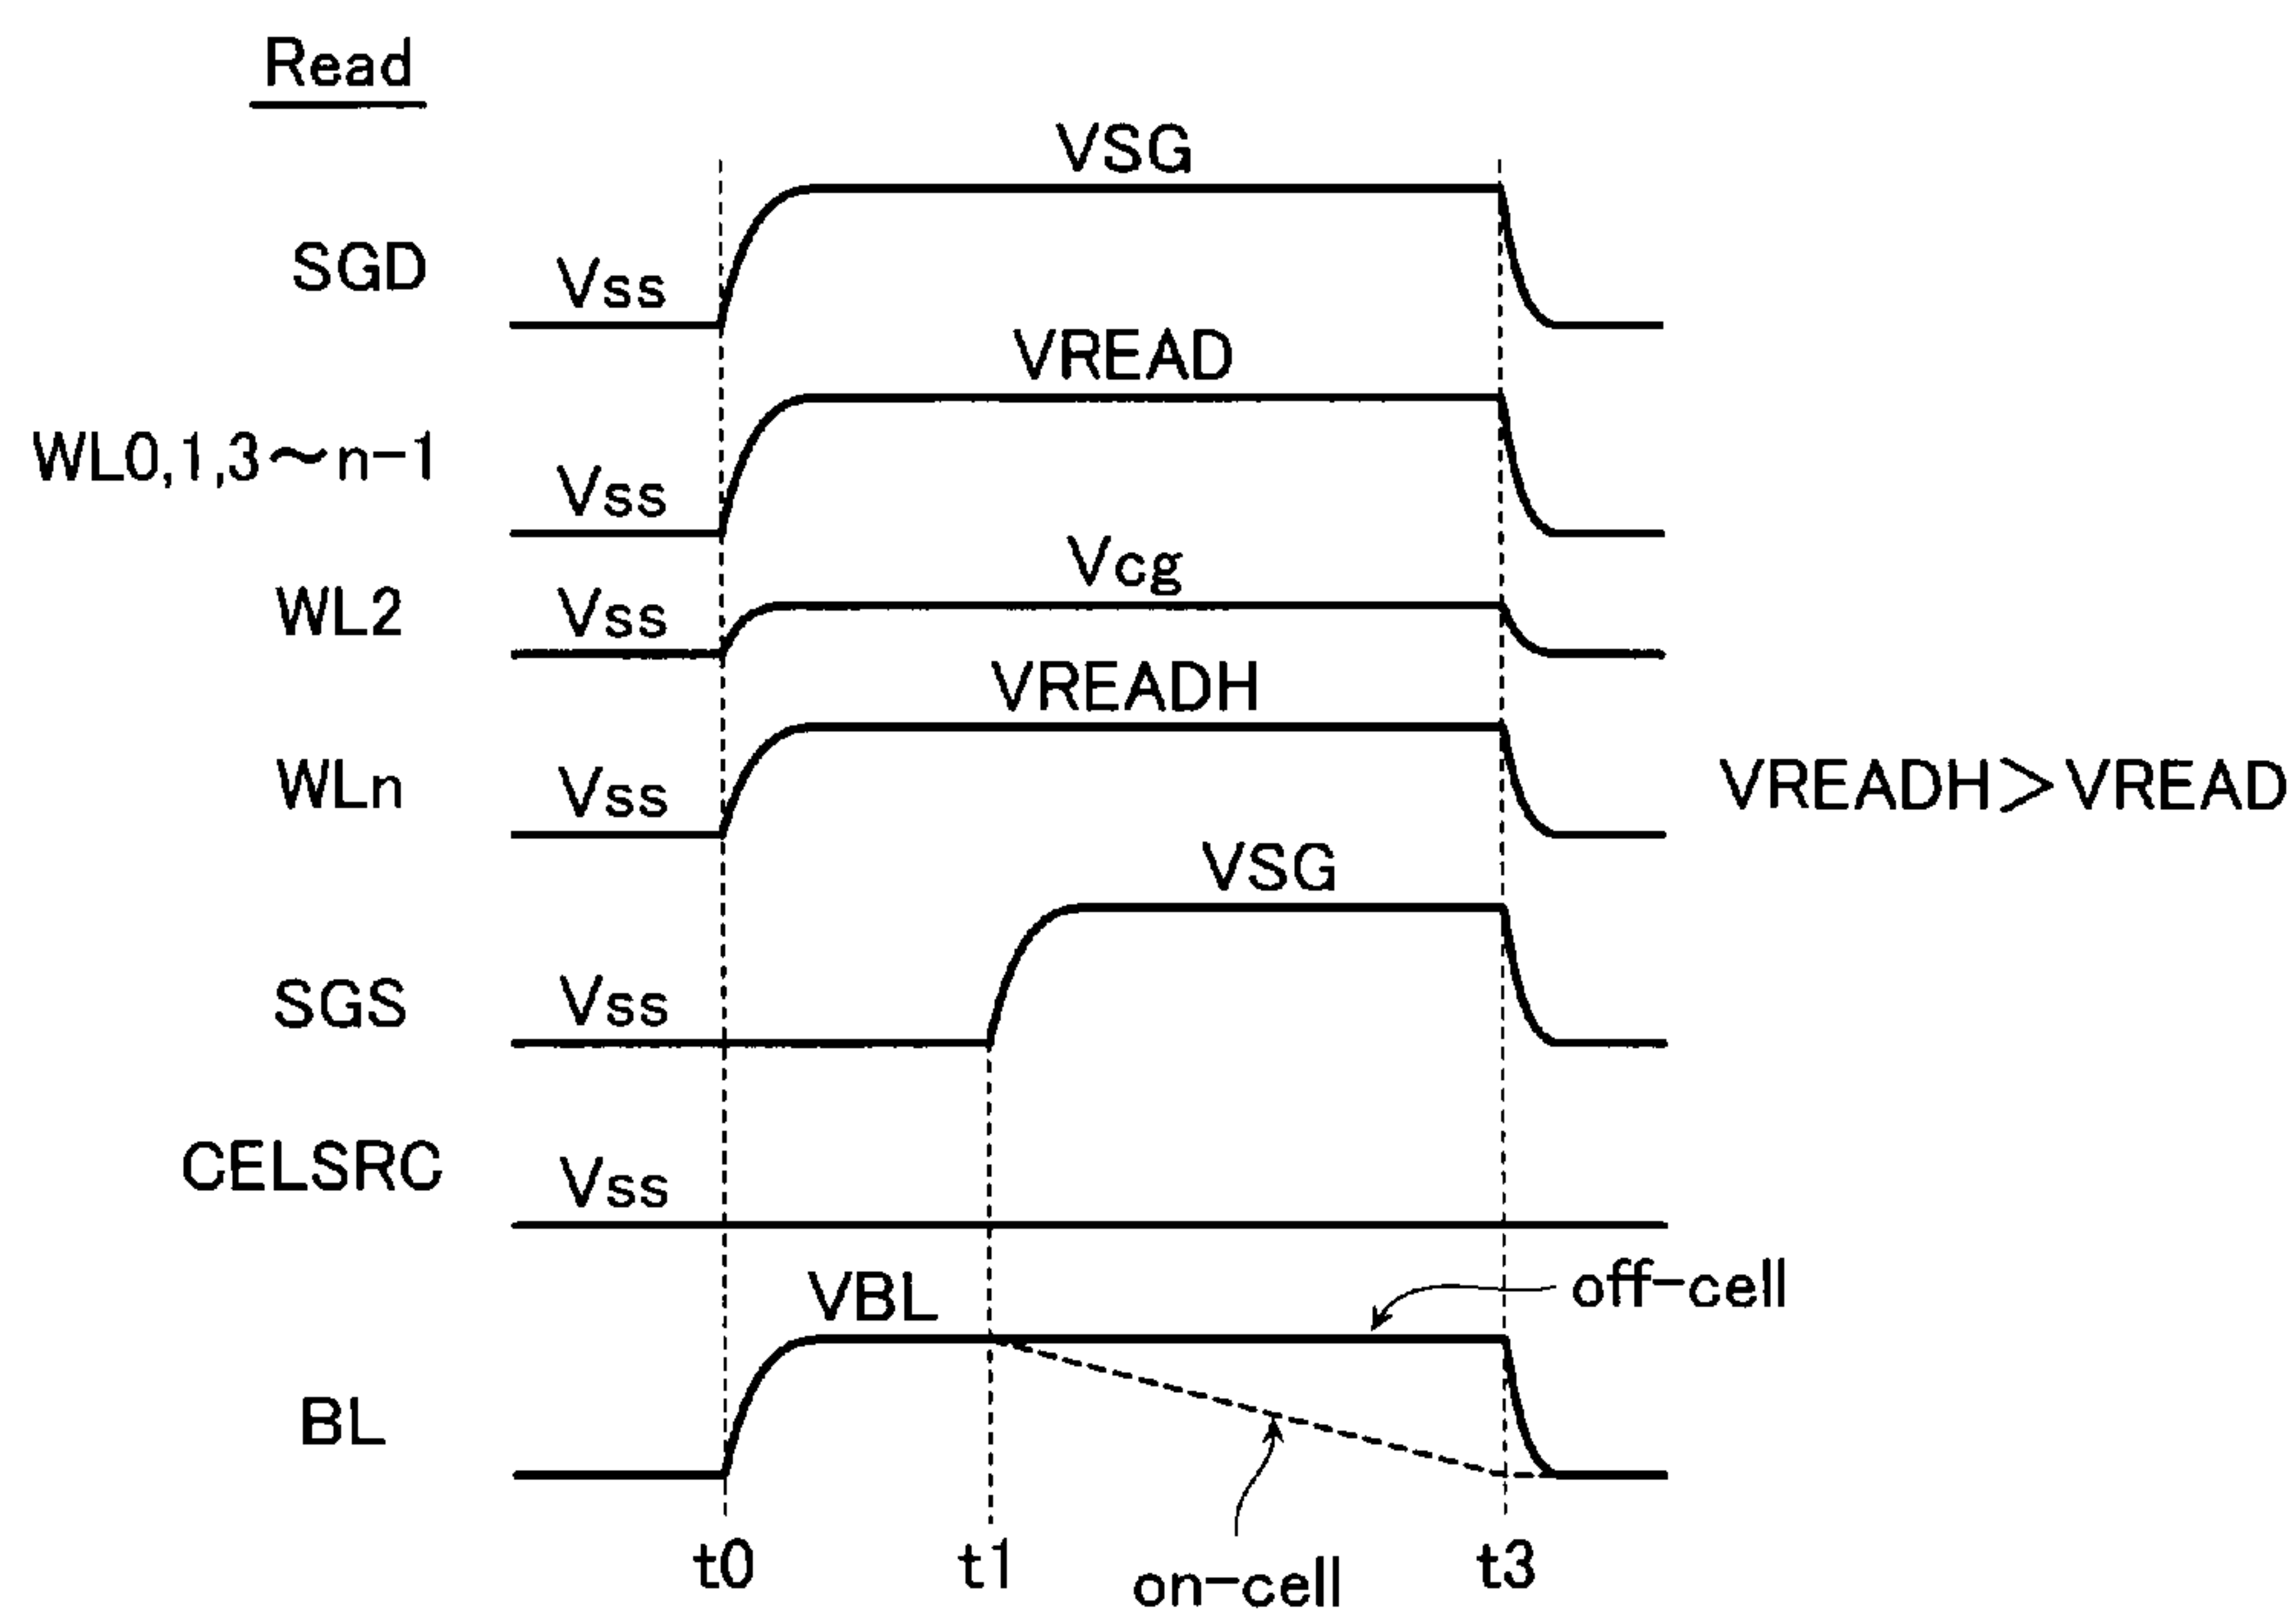 Read
VSG
SGD Vss
VREAD
WL0,1,3～n-1 Vss
Vcg
WL2 Vss
VREADH
WLn Vss VREADH＞VREAD
VSG
SGS Vss
CELSRC Vss
VBL off-cell
BL
t0 t1 on-cell t3